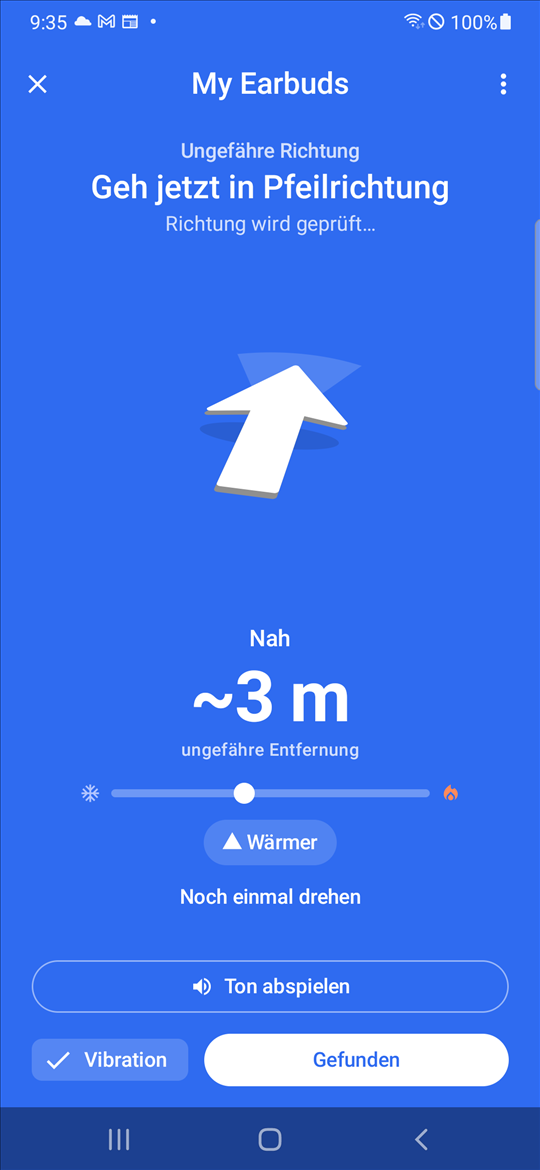 9:35
100%
My Earbuds
Ungefähre Richtung
Geh jetzt in Pfeilrichtung
Richtung wird geprüft…
Nah
~3 m
ungefähre Entfernung
Wärmer
Noch einmal drehen
Ton abspielen
Vibration
Gefunden